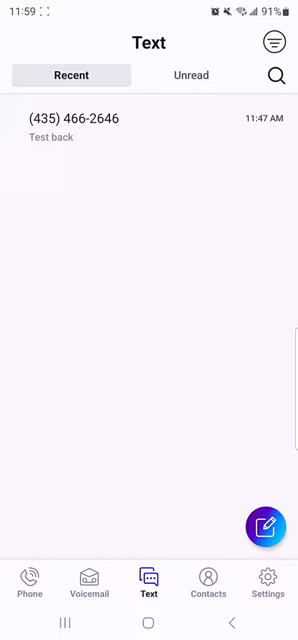 11:59
91%
Text
Recent
Unread
(435) 466-2646
11:47 AM
Test back
Phone
Voicemail
Text
Contacts
Settings